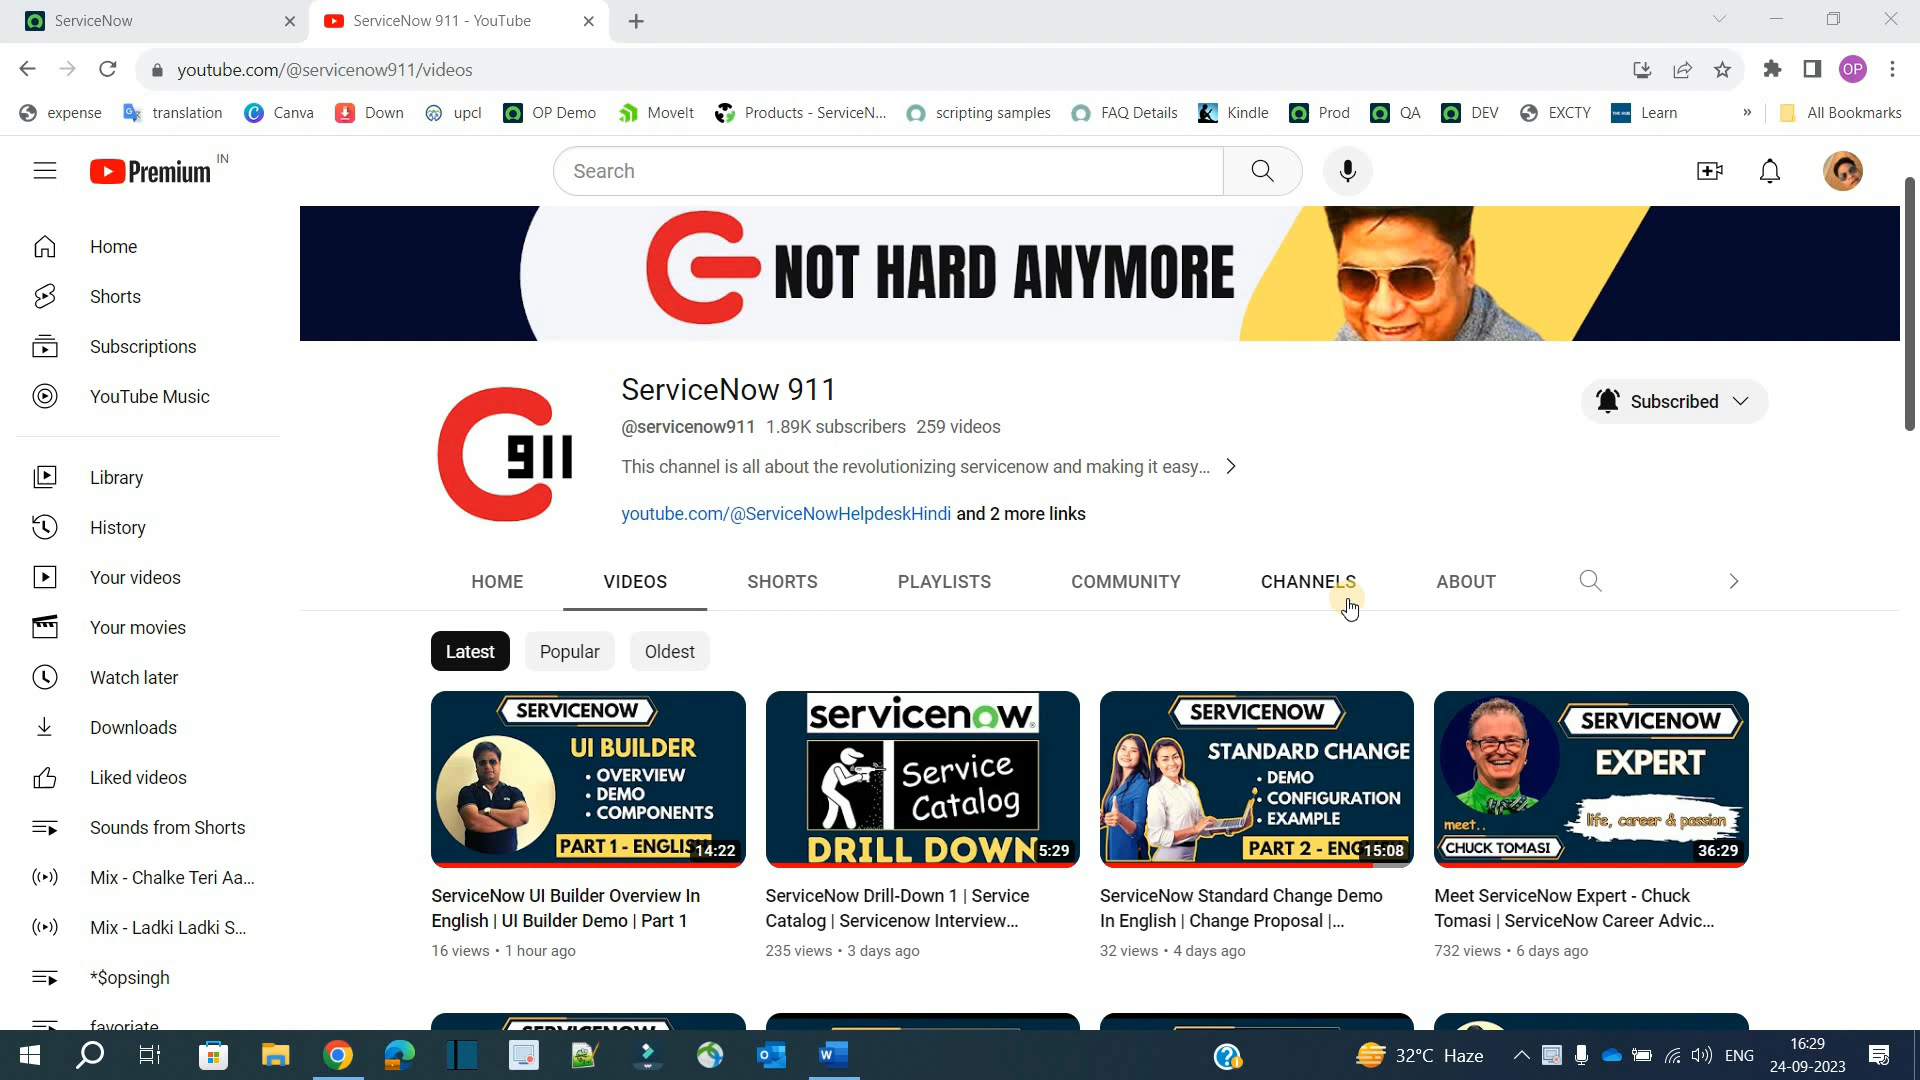 ServiceNow
ServiceNow 911 - YouTube
youtube.com/@servicenow911/videos
OP
expense
translation
Canva
Down
upcl
OP Demo
MoveIt
Products - ServiceN...
scripting samples
FAQ Details
Kindle
Prod
QA
DEV
EXCTY
Learn
»
All Bookmarks
Premium
IN
Search
Home
Shorts
Subscriptions
YouTube Music
Library
History
Your videos
Your movies
Watch later
Downloads
Liked videos
Sounds from Shorts
Mix - Chalke Teri Aa...
Mix - Ladki Ladki S...
*$opsingh
favoriate
NOT HARD ANYMORE
911
ServiceNow 911
@servicenow911 1.89K subscribers 259 videos
This channel is all about the revolutionizing servicenow and making it easy...
youtube.com/@ServiceNowHelpdeskHindi and 2 more links
Subscribed
HOME
VIDEOS
SHORTS
PLAYLISTS
COMMUNITY
CHANNELS
ABOUT
Latest
Popular
Oldest
SERVICENOW
UI BUILDER
• OVERVIEW
• DEMO
• COMPONENTS
PART 1 - ENGLIS
14:22
ServiceNow UI Builder Overview In
English | UI Builder Demo | Part 1
16 views • 1 hour ago
servicenow
Service
Catalog
DRILL DOWN
5:29
ServiceNow Drill-Down 1 | Service
Catalog | Servicenow Interview...
235 views • 3 days ago
SERVICENOW
STANDARD CHANGE
• DEMO
• CONFIGURATION
• EXAMPLE
PART 2 - ENG
15:08
ServiceNow Standard Change Demo
In English | Change Proposal |...
32 views • 4 days ago
SERVICENOW
EXPERT
meet..
life, career & passion
CHUCK TOMASI
36:29
Meet ServiceNow Expert - Chuck
Tomasi | ServiceNow Career Advic...
732 views • 6 days ago
SERVICENOW
32°C Haze
ENG
16:29
24-09-2023